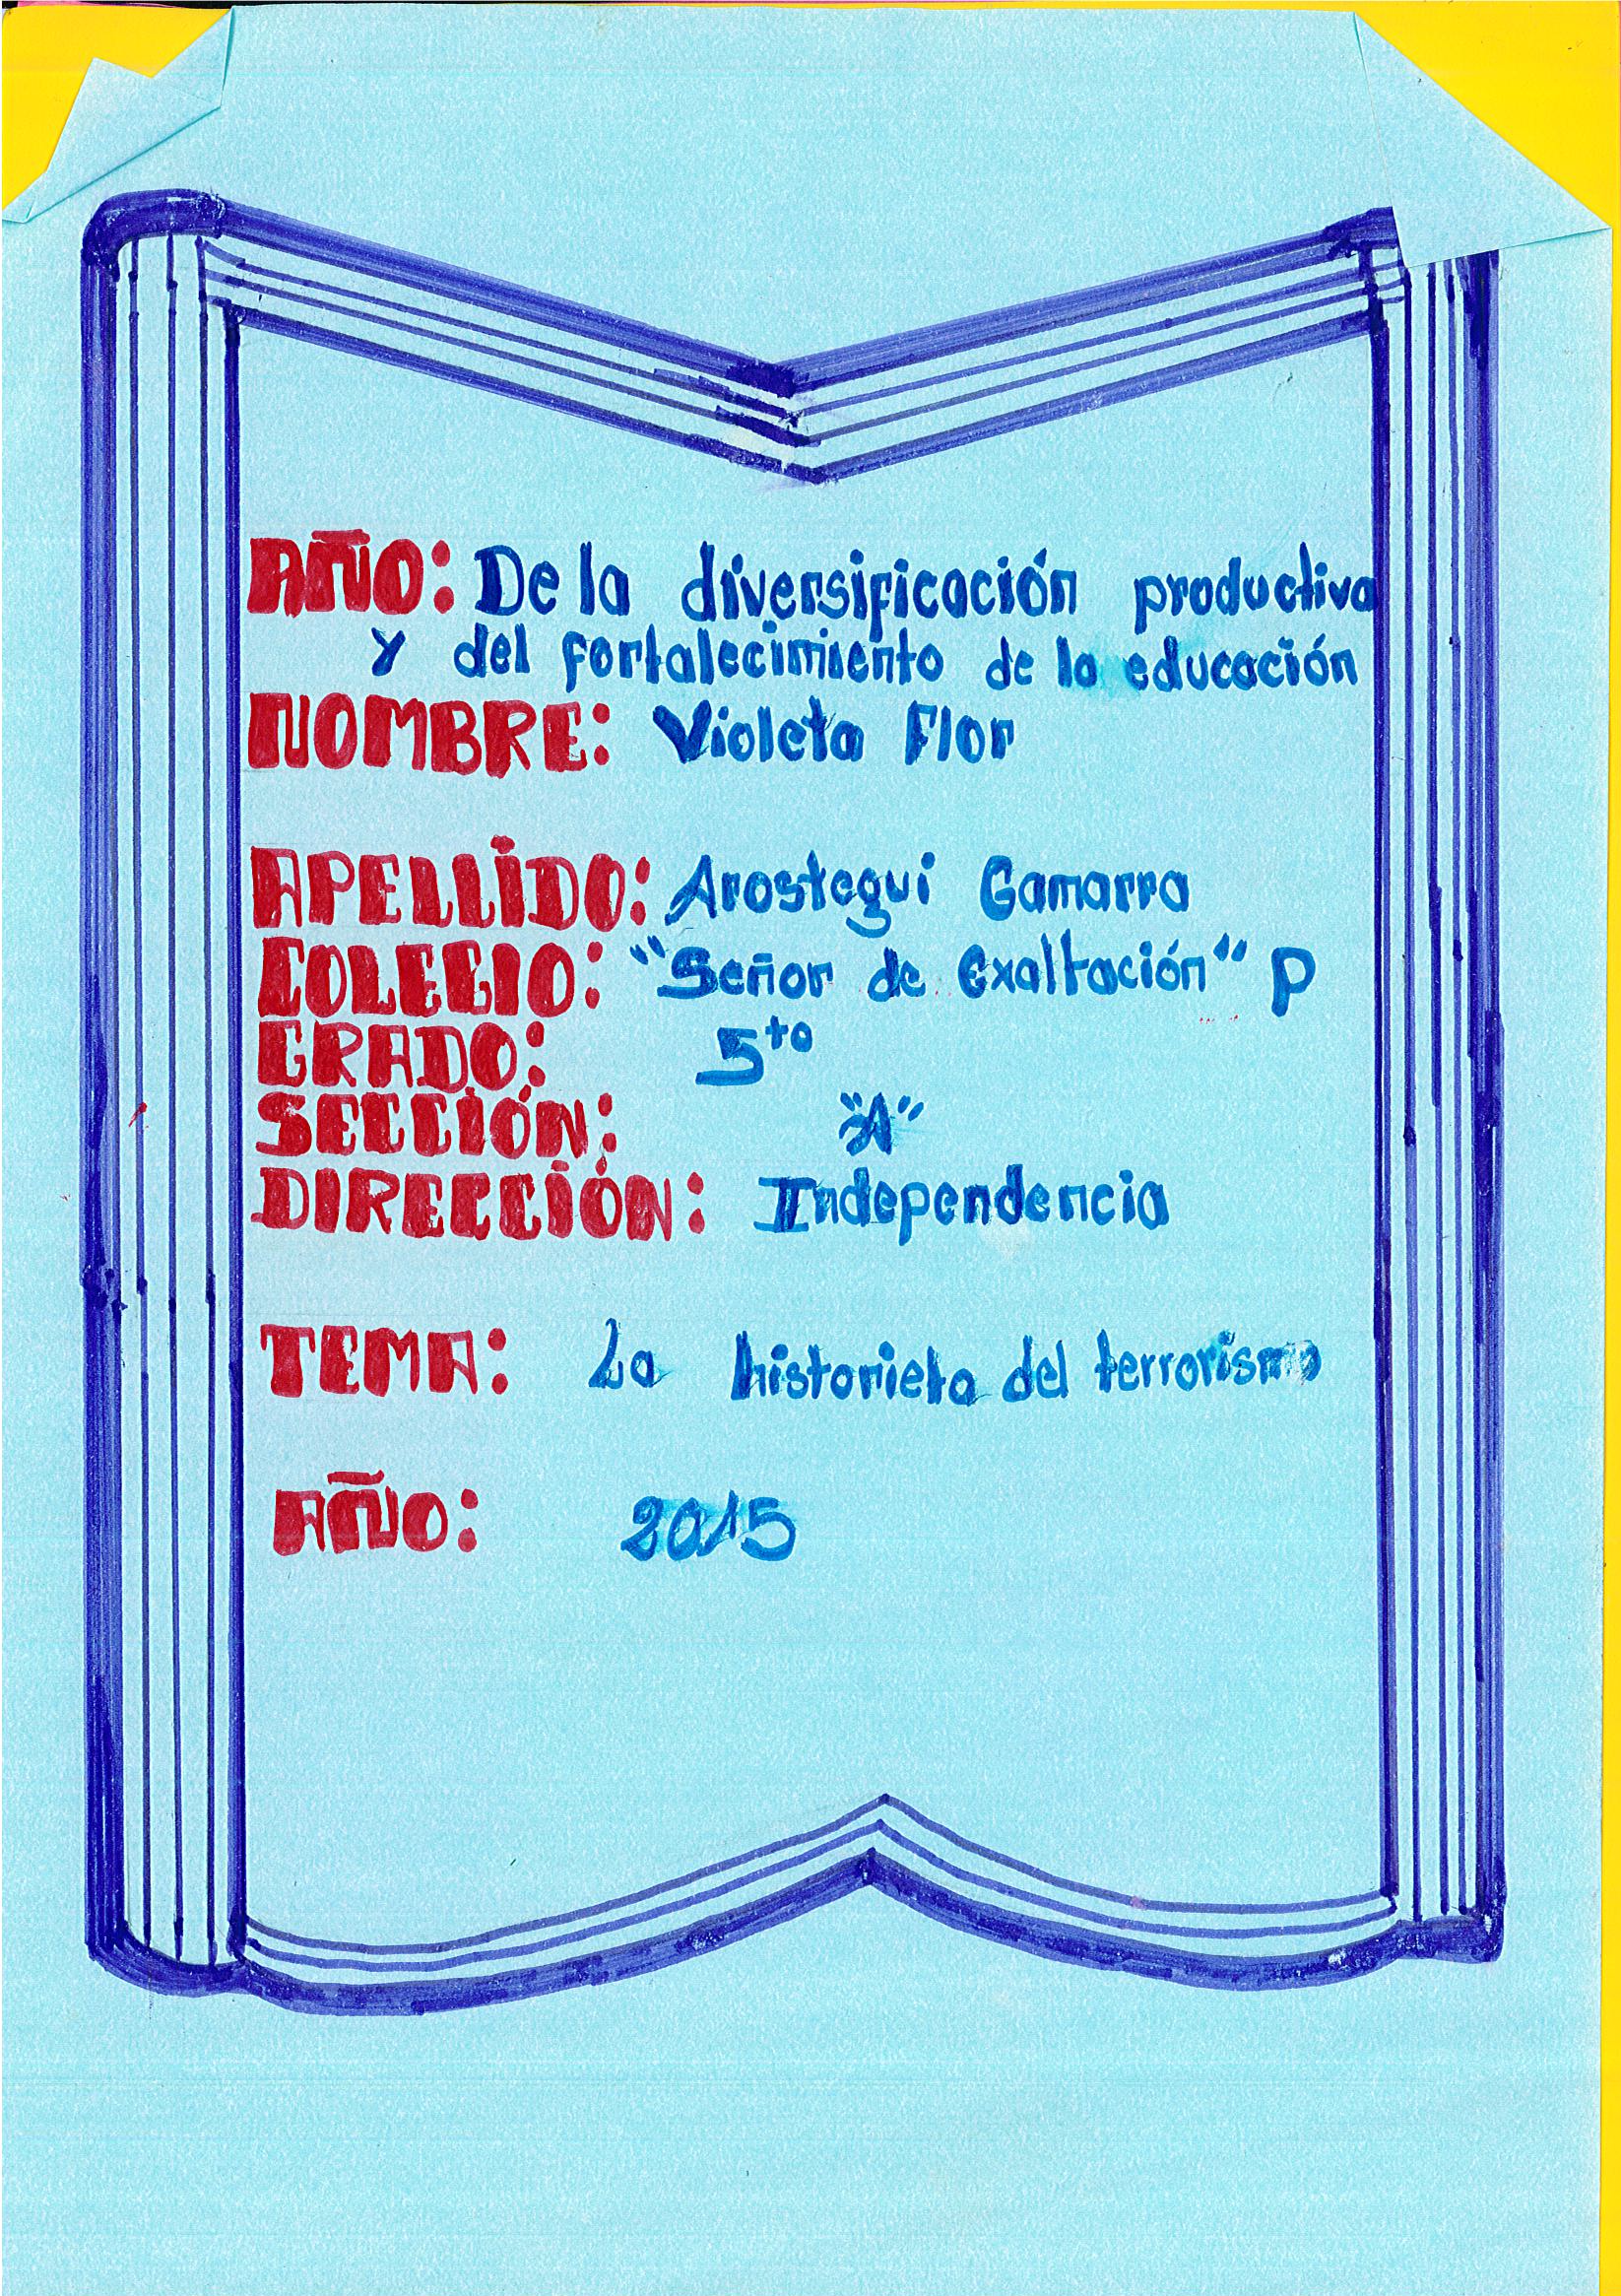 AÑO: De la diversificación productiva
y del fortalecimiento de la educación
NOMBRE: Violeta Flor
APELLIDO: Arostegui Gamarra
COLEGIO: "Señor de Exaltación" P
GRADO: 5to
SECCIÓN: "A"
DIRECCIÓN: Independencia
TEMA: La historieta del terrorismo
AÑO: 2015